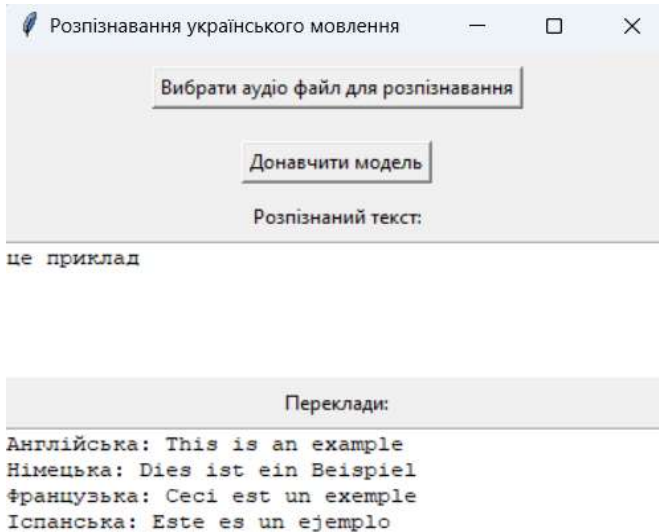 Розпізнавання українського мовлення
Вибрати аудіо файл для розпізнавання
Донавчити модель
Розпізнаний текст:
це приклад
Переклади:
Англійська: This is an example
Німецька: Dies ist ein Beispiel
Французька: Ceci est un exemple
Іспанська: Este es un ejemplo